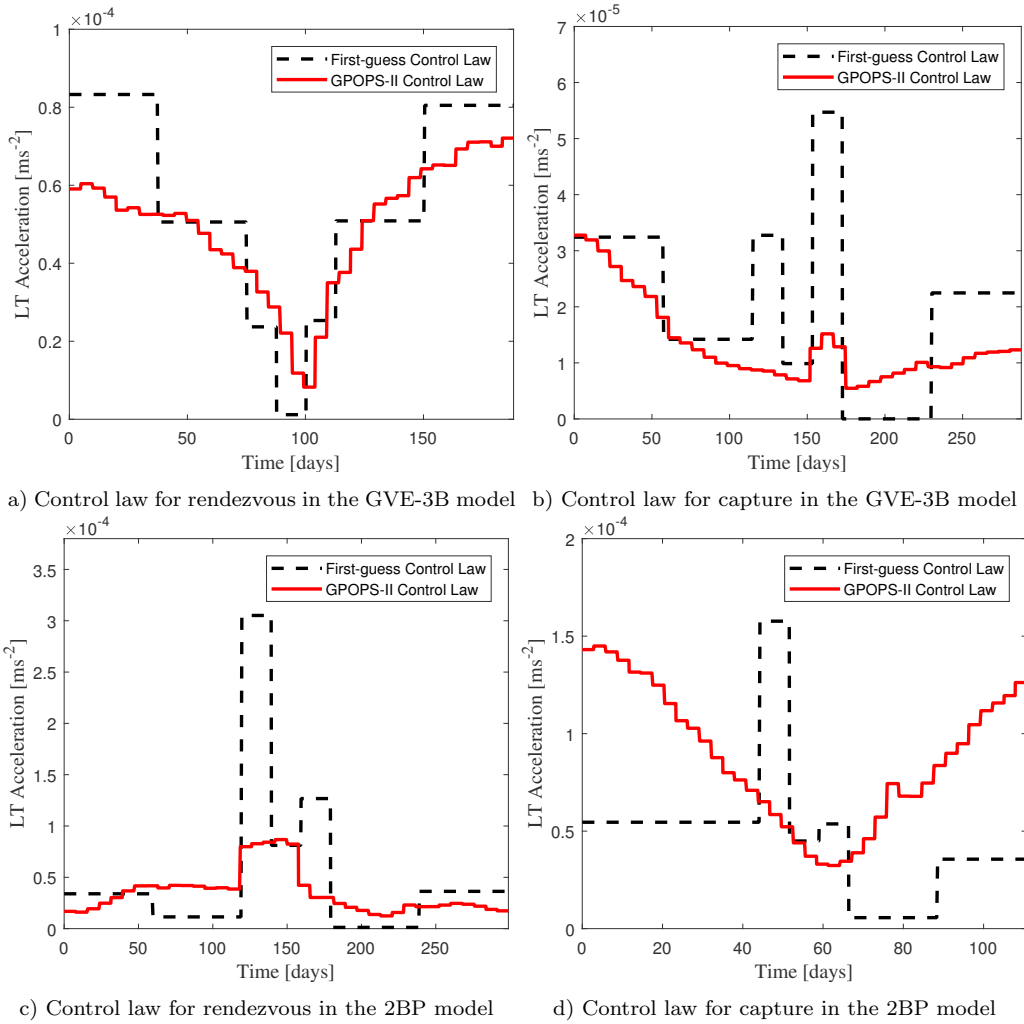 ×10⁻⁴
1
0.8
0.6
0.4
0.2
0
0 50 100 150
LT Acceleration [ms⁻²]
Time [days]
First-guess Control Law
GPOPS-II Control Law
a) Control law for rendezvous in the GVE-3B model
×10⁻⁵
7
6
5
4
3
2
1
0
0 50 100 150 200 250
LT Acceleration [ms⁻²]
Time [days]
First-guess Control Law
GPOPS-II Control Law
b) Control law for capture in the GVE-3B model
×10⁻⁴
3.5
3
2.5
2
1.5
1
0.5
0
0 50 100 150 200 250
LT Acceleration [ms⁻²]
Time [days]
First-guess Control Law
GPOPS-II Control Law
c) Control law for rendezvous in the 2BP model
×10⁻⁴
2
1.5
1
0.5
0
0 20 40 60 80 100
LT Acceleration [ms⁻²]
Time [days]
First-guess Control Law
GPOPS-II Control Law
d) Control law for capture in the 2BP model